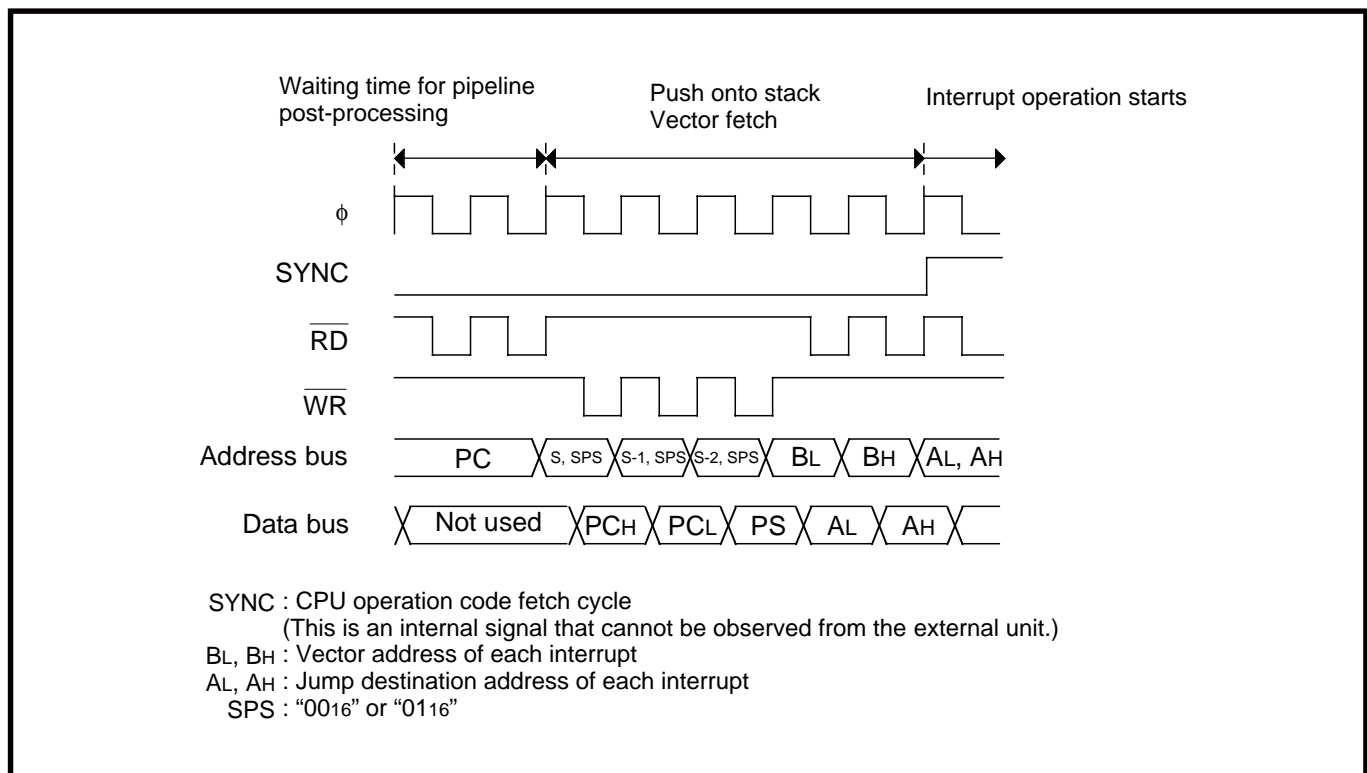 Waiting time for pipeline
post-processing
Push onto stack
Vector fetch
Interrupt operation starts
ϕ
SYNC
RD
WR
Address bus
PC
S, SPS
S-1, SPS
S-2, SPS
BL
BH
AL, AH
Data bus
Not used
PCH
PCL
PS
AL
AH
SYNC : CPU operation code fetch cycle
(This is an internal signal that cannot be observed from the external unit.)
BL, BH : Vector address of each interrupt
AL, AH : Jump destination address of each interrupt
SPS : “0016” or “0116”